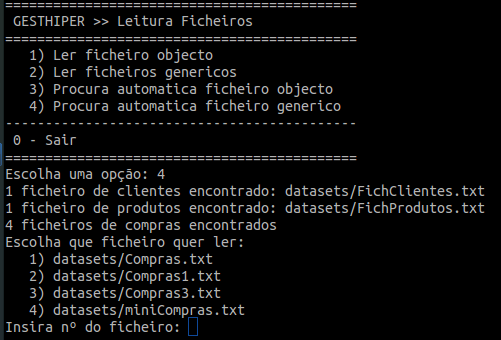 ============================================
GESTHIPER >> Leitura Ficheiros
============================================
1) Ler ficheiro objecto
2) Ler ficheiros genericos
3) Procura automatica ficheiro objecto
4) Procura automatica ficheiro generico
--------------------------------------------
0 - Sair
============================================
Escolha uma opção: 4
1 ficheiro de clientes encontrado: datasets/FichClientes.txt
1 ficheiro de produtos encontrado: datasets/FichProdutos.txt
4 ficheiros de compras encontrados
Escolha que ficheiro quer ler:
1) datasets/Compras.txt
2) datasets/Compras1.txt
3) datasets/Compras3.txt
4) datasets/miniCompras.txt
Insira nº do ficheiro: